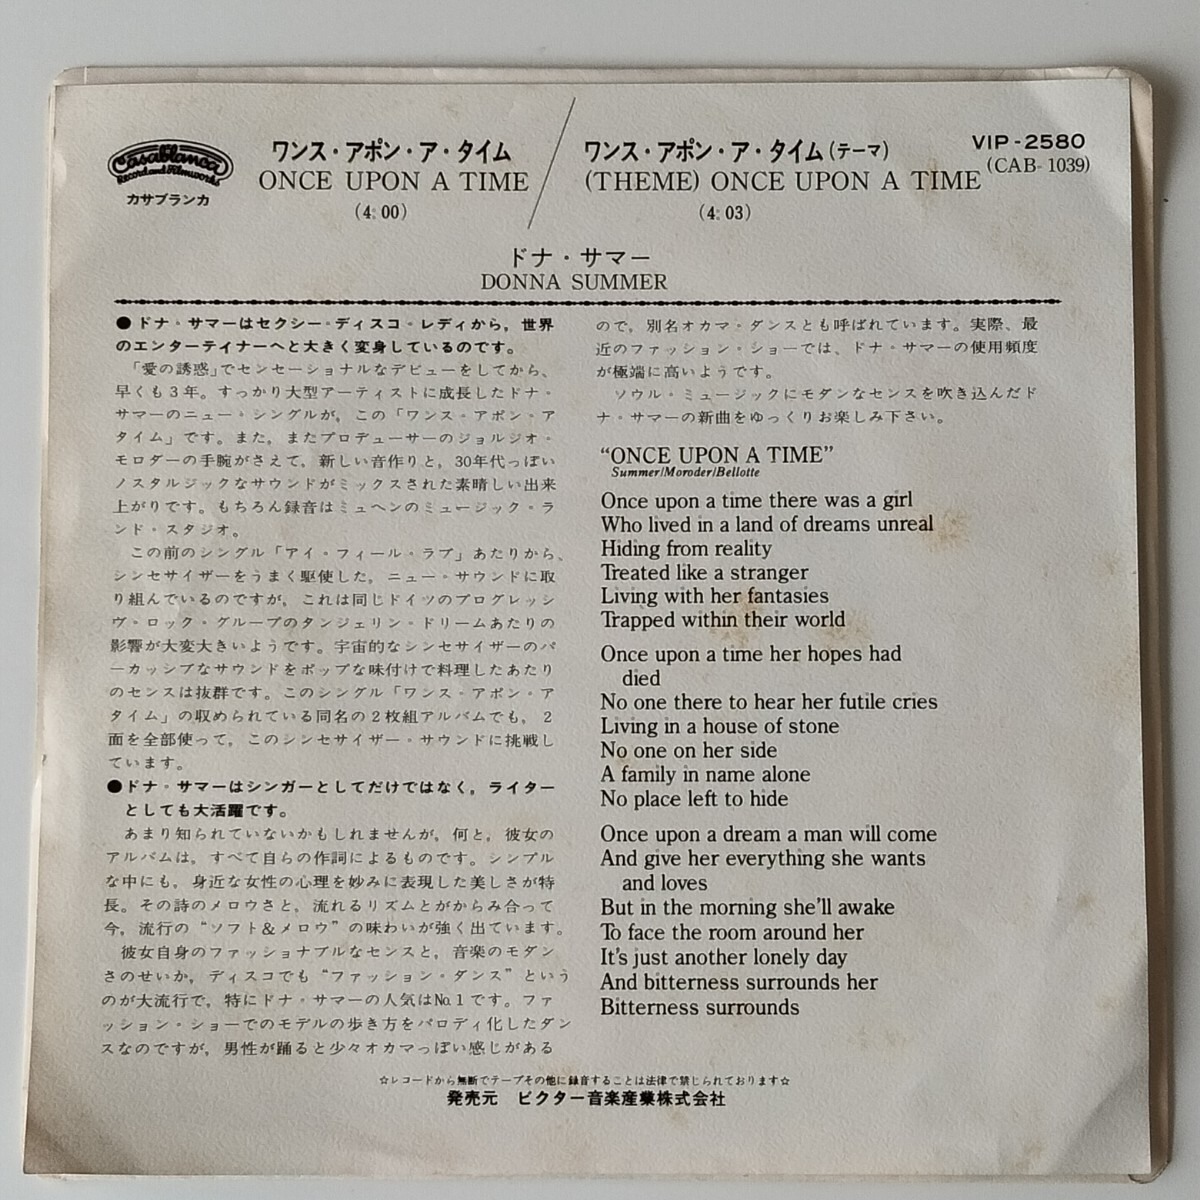 Casablanca
Record and Filmworks
カサブランカ
ワンス・アポン・ア・タイム
ONCE UPON A TIME
(4:00)
ワンス・アポン・ア・タイム(テーマ)
(THEME) ONCE UPON A TIME
(4:03)
VIP-2580
(CAB-1039)
ドナ・サマー
DONNA SUMMER
●ドナ・サマーはセクシー・ディスコ・レディから，世界
のエンターテイナーへと大きく変身しているのです。
「愛の誘惑」でセンセーショナルなデビューをしてから、
早くも3年。すっかり大型アーティストに成長したドナ・
サマーのニュー・シングルが，この「ワンス・アポン・ア
タイム」です。また，またプロデューサーのジョルジオ・
モロダーの手腕がさえて，新しい音作りと，30年代っぽい
ノスタルジックなサウンドがミックスされた素晴しい出来
上がりです。もちろん録音はミュヘンのミュージック・ラ
ンド・スタジオ。
この前のシングル「アイ・フィール・ラブ」あたりから、
シンセサイザーをうまく駆使した，ニュー・サウンドに取
り組んでいるのですが，これは同じドイツのプログレッシ
ヴ・ロック・グループのタンジェリン・ドリームあたりの
影響が大変大きいようです。宇宙的なシンセサイザーのパ
ーカッシブなサウンドをポップな味付けで料理したあたり
のセンスは抜群です。このシングル「ワンス・アポン・ア
タイム」の収められている同名の2枚組アルバムでも，2
面を全部使って，このシンセサイザー・サウンドに挑戦し
ています。
●ドナ・サマーはシンガーとしてだけではなく，ライター
としても大活躍です。
あまり知られていないかもしれませんが，何と，彼女の
アルバムは，すべて自らの作詞によるものです。シンプル
な中にも，身近な女性の心理を妙みに表現した美しさが特
長。その詩のメロウさと，流れるリズムとがからみ合って
今，流行の“ソフト＆メロウ”の味わいが強く出ています。
彼女自身のファッショナブルなセンスと，音楽のモダン
さのせいか，ディスコでも“ファッション・ダンス”という
のが大流行で，特にドナ・サマーの人気はNo.1です。ファ
ッション・ショーでのモデルの歩き方をパロディ化したダン
スなのですが，男性が踊ると少々オカマっぽい感じがある
ので，別名オカマ・ダンスとも呼ばれています。実際、最
近のファッション・ショーでは、ドナ・サマーの使用頻度
が極端に高いようです。
ソウル・ミュージックにモダンなセンスを吹き込んだド
ナ・サマーの新曲をゆっくりお楽しみ下さい。
“ONCE UPON A TIME”
Summer/Moroder/Bellotte
Once upon a time there was a girl
Who lived in a land of dreams unreal
Hiding from reality
Treated like a stranger
Living with her fantasies
Trapped within their world
Once upon a time her hopes had
died
No one there to hear her futile cries
Living in a house of stone
No one on her side
A family in name alone
No place left to hide
Once upon a dream a man will come
And give her everything she wants
and loves
But in the morning she'll awake
To face the room around her
It's just another lonely day
And bitterness surrounds her
Bitterness surrounds
☆レコードから無断でテープその他に録音することは法律で禁じられております☆
発売元 ビクター音楽産業株式会社